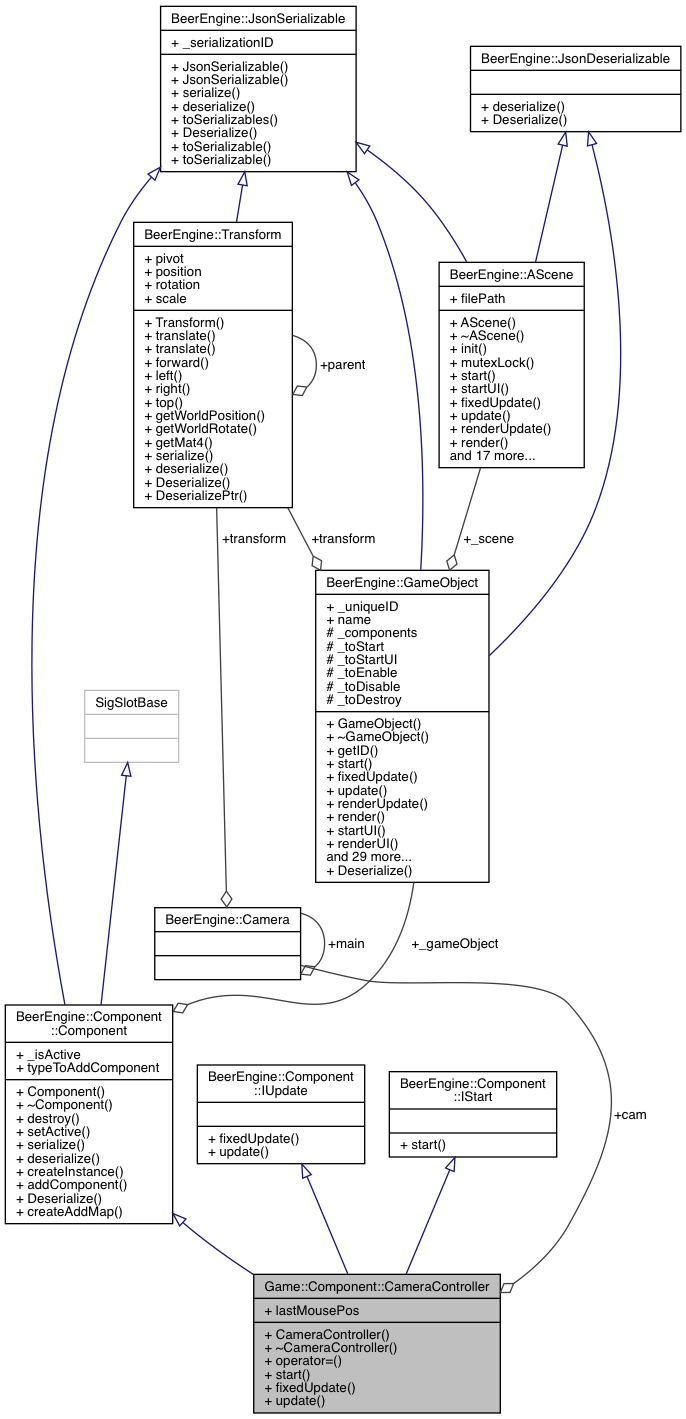 BeerEngine::JsonSerializable
+ _serializationID
+ JsonSerializable()
+ JsonSerializable()
+ serialize()
+ deserialize()
+ toSerializables()
+ Deserialize()
+ toSerializable()
+ toSerializable()
BeerEngine::JsonDeserializable
+ deserialize()
+ Deserialize()
BeerEngine::Transform
+ pivot
+ position
+ rotation
+ scale
+ Transform()
+ translate()
+ translate()
+ forward()
+ left()
+ right()
+ top()
+ getWorldPosition()
+ getWorldRotate()
+ getMat4()
+ serialize()
+ deserialize()
+ Deserialize()
+ DeserializePtr()
+parent
BeerEngine::AScene
+ filePath
+ AScene()
+ ~AScene()
+ init()
+ mutexLock()
+ start()
+ startUI()
+ fixedUpdate()
+ update()
+ renderUpdate()
+ render()
and 17 more...
+transform
+transform
+_scene
BeerEngine::GameObject
+ _uniqueID
+ name
# _components
# _toStart
# _toStartUI
# _toEnable
# _toDisable
# _toDestroy
+ GameObject()
+ ~GameObject()
+ getID()
+ start()
+ fixedUpdate()
+ update()
+ renderUpdate()
+ render()
+ startUI()
+ renderUI()
and 29 more...
+ Deserialize()
SigSlotBase
BeerEngine::Camera
+main
+_gameObject
BeerEngine::Component
::Component
+ _isActive
+ typeToAddComponent
+ Component()
+ ~Component()
+ destroy()
+ setActive()
+ serialize()
+ deserialize()
+ createInstance()
+ addComponent()
+ Deserialize()
+ createAddMap()
BeerEngine::Component
::IUpdate
+ fixedUpdate()
+ update()
BeerEngine::Component
::IStart
+ start()
+cam
Game::Component::CameraController
+ lastMousePos
+ CameraController()
+ ~CameraController()
+ operator=()
+ start()
+ fixedUpdate()
+ update()